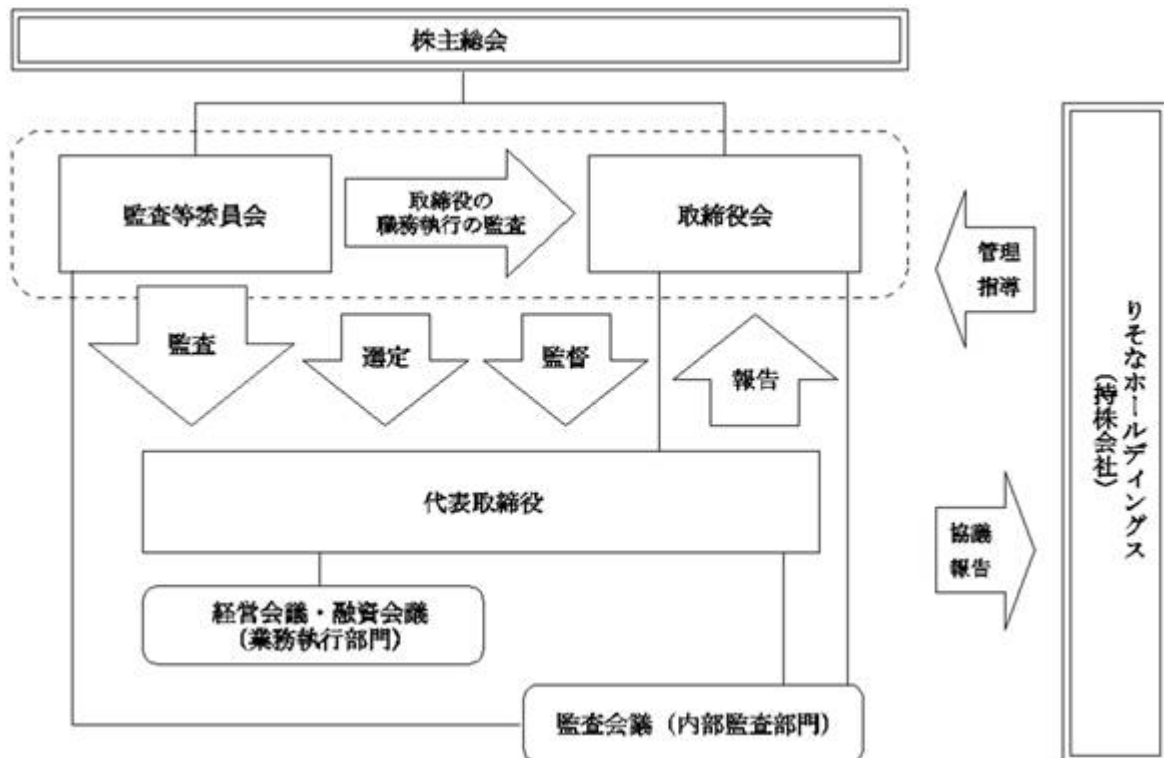 株主総会
監査等委員会
取締役の
職務執行の監査
取締役会
管理
指導
監査
選定
監督
報告
りそなホールディングス
(持株会社)
代表取締役
協議
報告
経営会議・融資会議
(業務執行部門)
監査会議(内部監査部門)